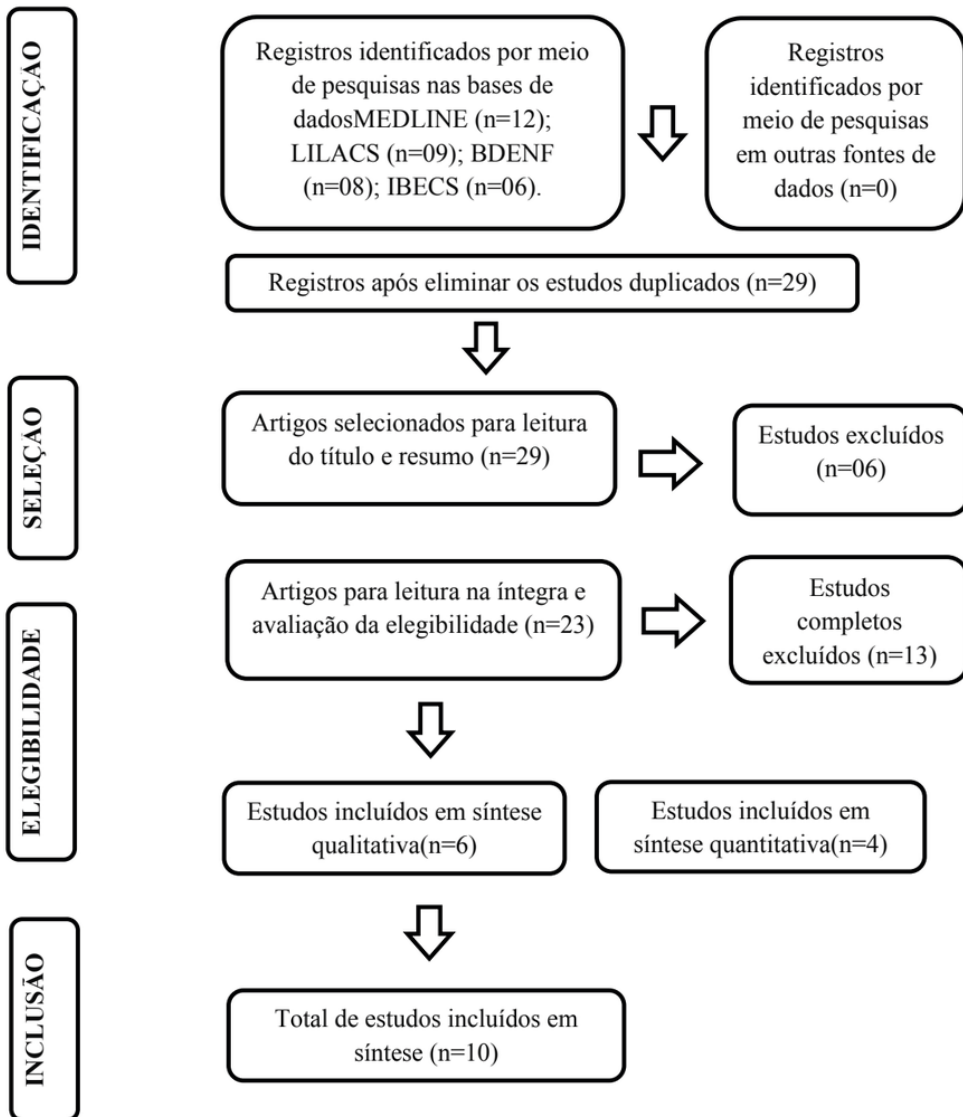 IDENTIFICAÇÃO
Registros identificados por meio
de pesquisas nas bases de
dadosMEDLINE (n=12);
LILACS (n=09); BDENF
(n=08); IBECS (n=06).
Registros
identificados por
meio de pesquisas
em outras fontes de
dados (n=0)
Registros após eliminar os estudos duplicados (n=29)
SELEÇÃO
Artigos selecionados para leitura
do título e resumo (n=29)
Estudos excluídos
(n=06)
ELEGIBILIDADE
Artigos para leitura na íntegra e
avaliação da elegibilidade (n=23)
Estudos
completos
excluídos (n=13)
Estudos incluídos em síntese
qualitativa(n=6)
Estudos incluídos em
síntese quantitativa(n=4)
INCLUSÃO
Total de estudos incluídos em
síntese (n=10)